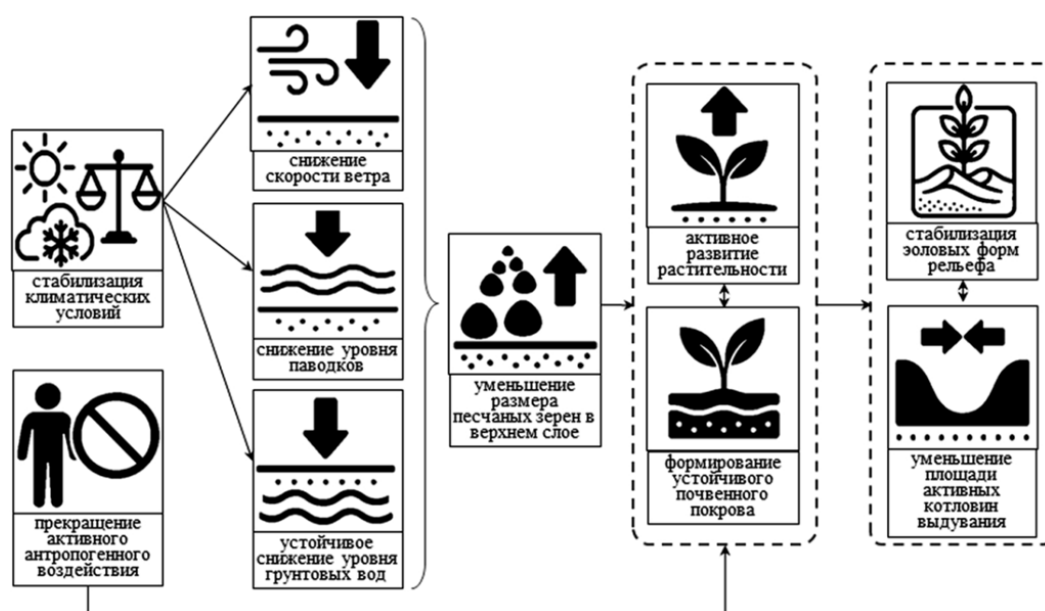 стабилизация
климатических
условий
прекращение
активного
антропогенного
воздействия
снижение
скорости ветра
снижение уровня
паводков
устойчивое
снижение уровня
грунтовых вод
уменьшение
размера
песчаных зерен в
верхнем слое
активное
развитие
растительности
формирование
устойчивого
почвенного
покрова
стабилизация
эоловых форм
рельефа
уменьшение
площади
активных
котловин
выдувания